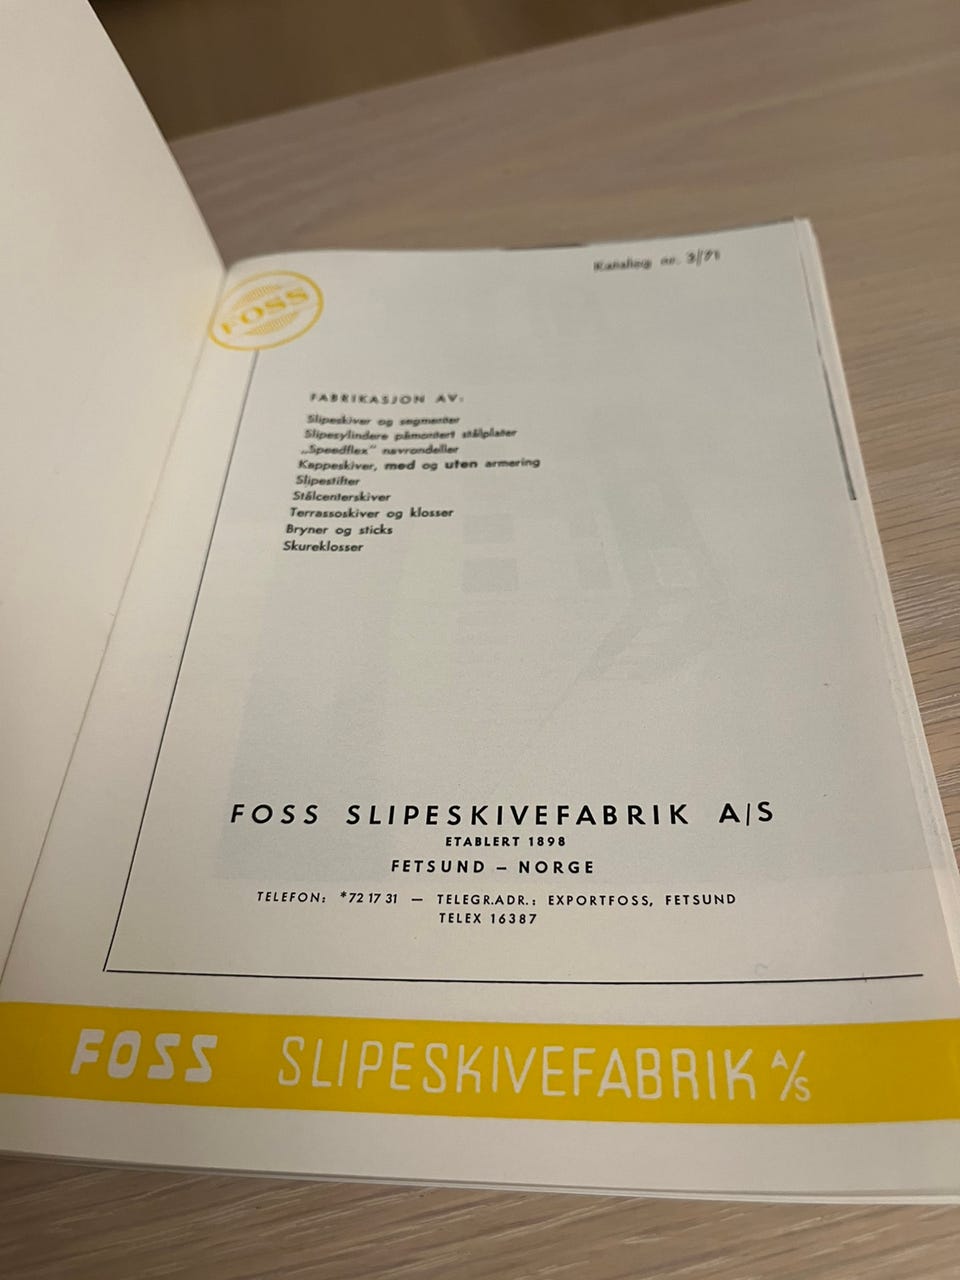 Katalog nr. 3/71
FOSS
FABRIKASJON AV:
Slipeskiver og segmenter
Slipesylindere påmontert stålplater
„Speedflex” navrondeller
Kappeskiver, med og uten armering
Slipestifter
Stålcenterskiver
Terrassoskiver og klosser
Bryner og sticks
Skureklosser
FOSS SLIPESKIVEFABRIK A/S
ETABLERT 1898
FETSUND – NORGE
TELEFON: *72 17 31 — TELEGR.ADR.: EXPORTFOSS, FETSUND
TELEX 16387
FOSS SLIPESKIVEFABRIK A/S